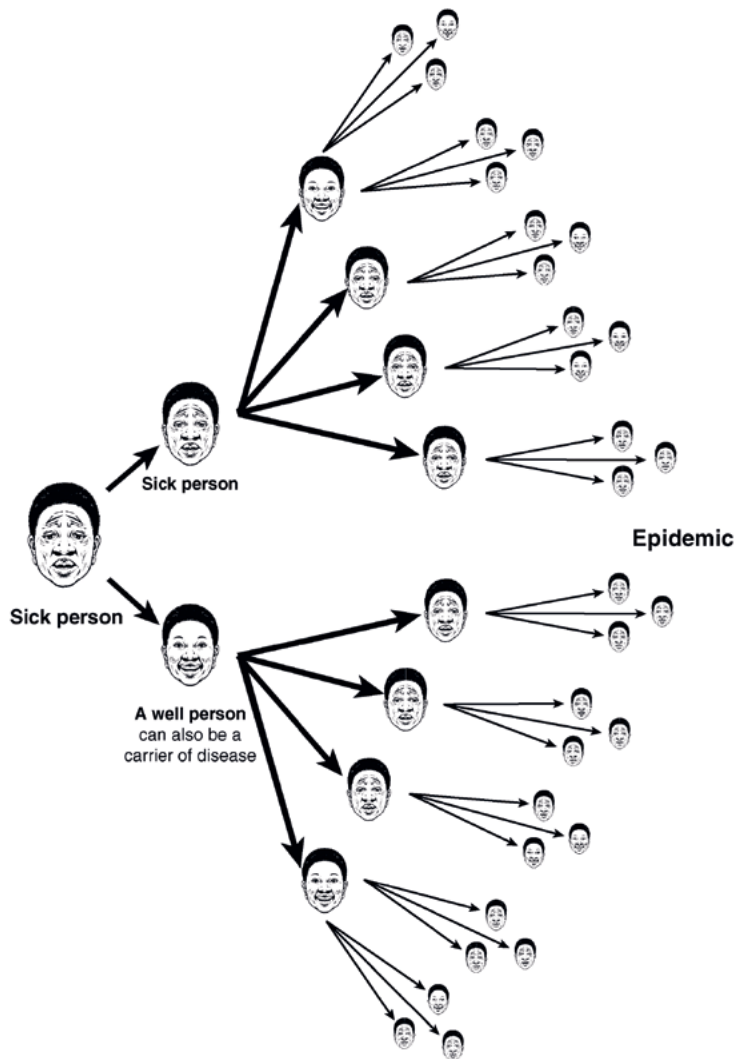 Sick person
Epidemic
Sick person
A well person
can also be a
carrier of disease